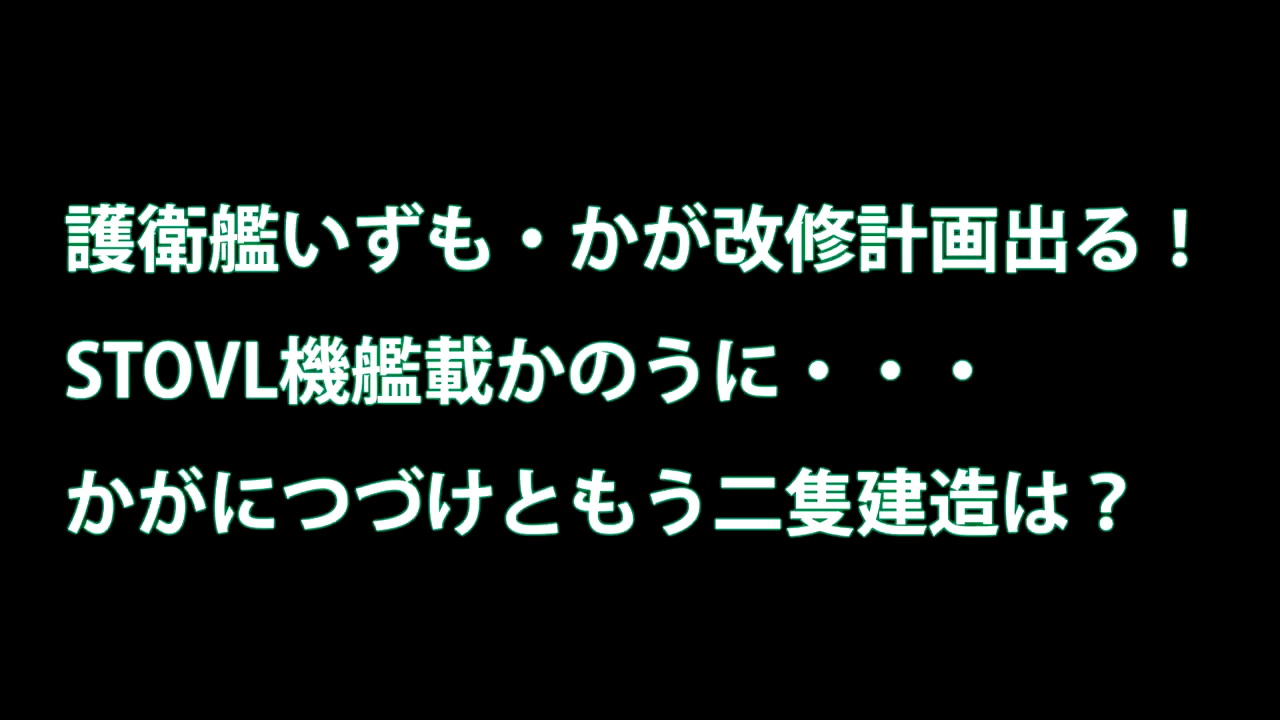 護衛艦いずも・かが改修計画出る！
STOVL機艦載かのうに・・・
かがにつづけともう二隻建造は？